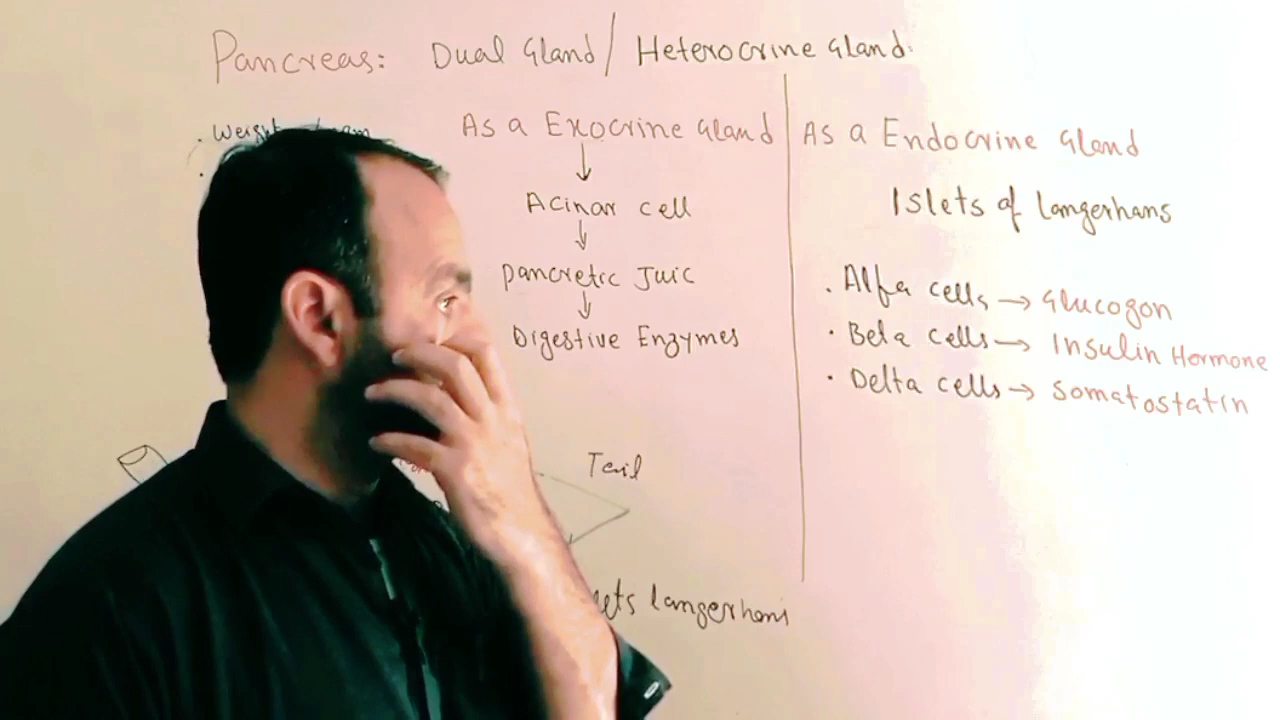 Pancreas: Dual Gland / Heterocrine Gland.
. Weight
As a Exocrine Gland
Acinar cell
Pancretic Juic
Digestive Enzymes
As a Endocrine Gland
Islets of langerhans
. Alfa cells → Glucogon
. Beta cells → Insulin Hormone
. Delta cells → Somatostatin
Tail
langerhans